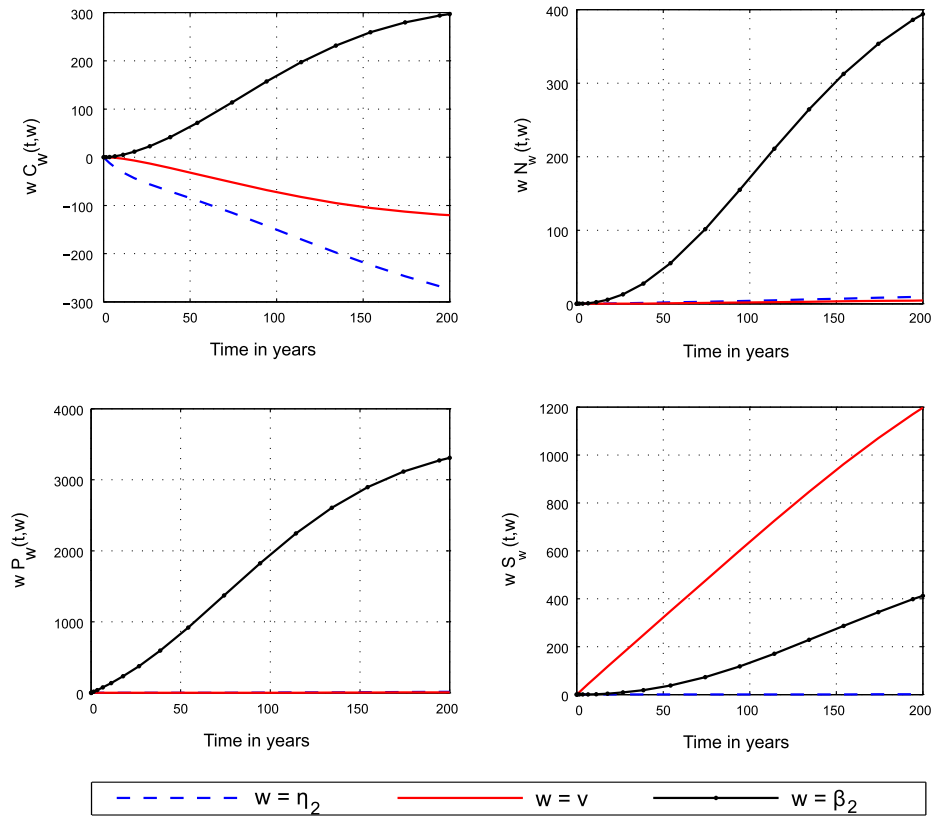 300
200
100
0
−100
−200
−300
w C_w(t,w)
0 50 100 150 200
Time in years
400
300
200
100
0
w N_w(t,w)
0 50 100 150 200
Time in years
4000
3000
2000
1000
0
w P_w(t,w)
0 50 100 150 200
Time in years
1200
1000
800
600
400
200
0
w S_w(t,w)
0 50 100 150 200
Time in years
w = η_2 w = ν w = β_2